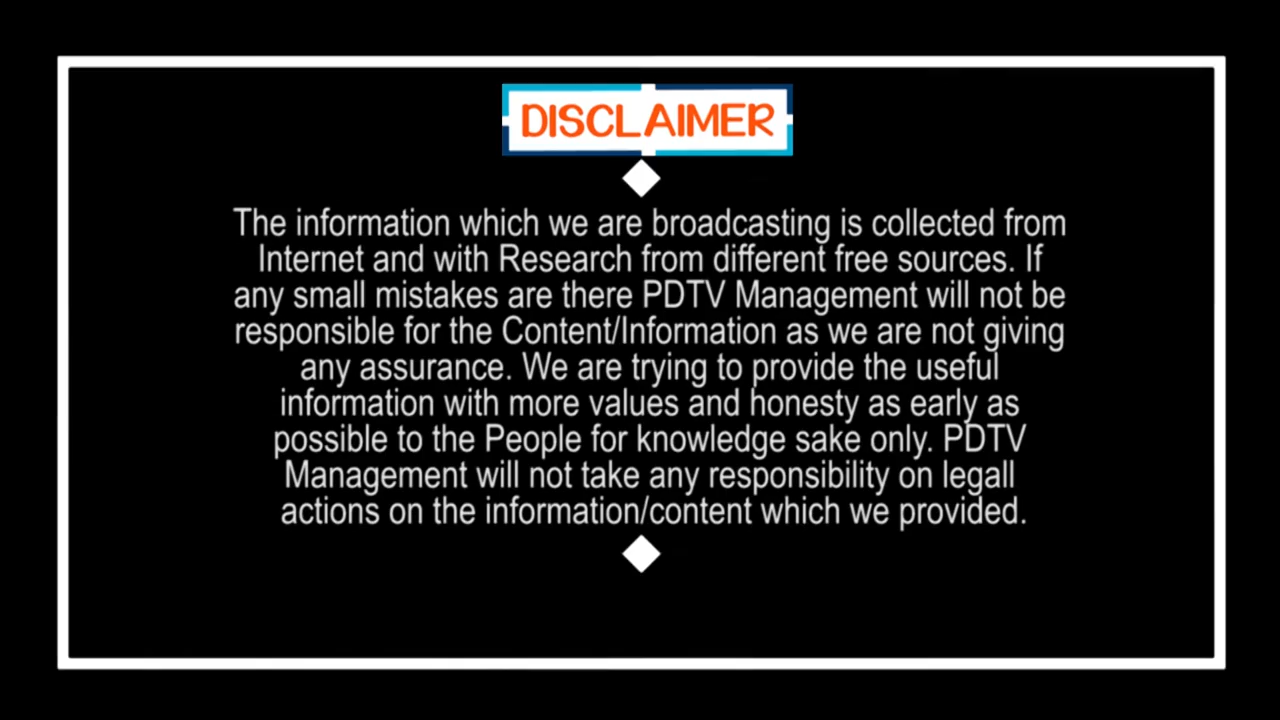 DISCLAIMER
The information which we are broadcasting is collected from
Internet and with Research from different free sources. If
any small mistakes are there PDTV Management will not be
responsible for the Content/Information as we are not giving
any assurance. We are trying to provide the useful
information with more values and honesty as early as
possible to the People for knowledge sake only. PDTV
Management will not take any responsibility on legall
actions on the information/content which we provided.